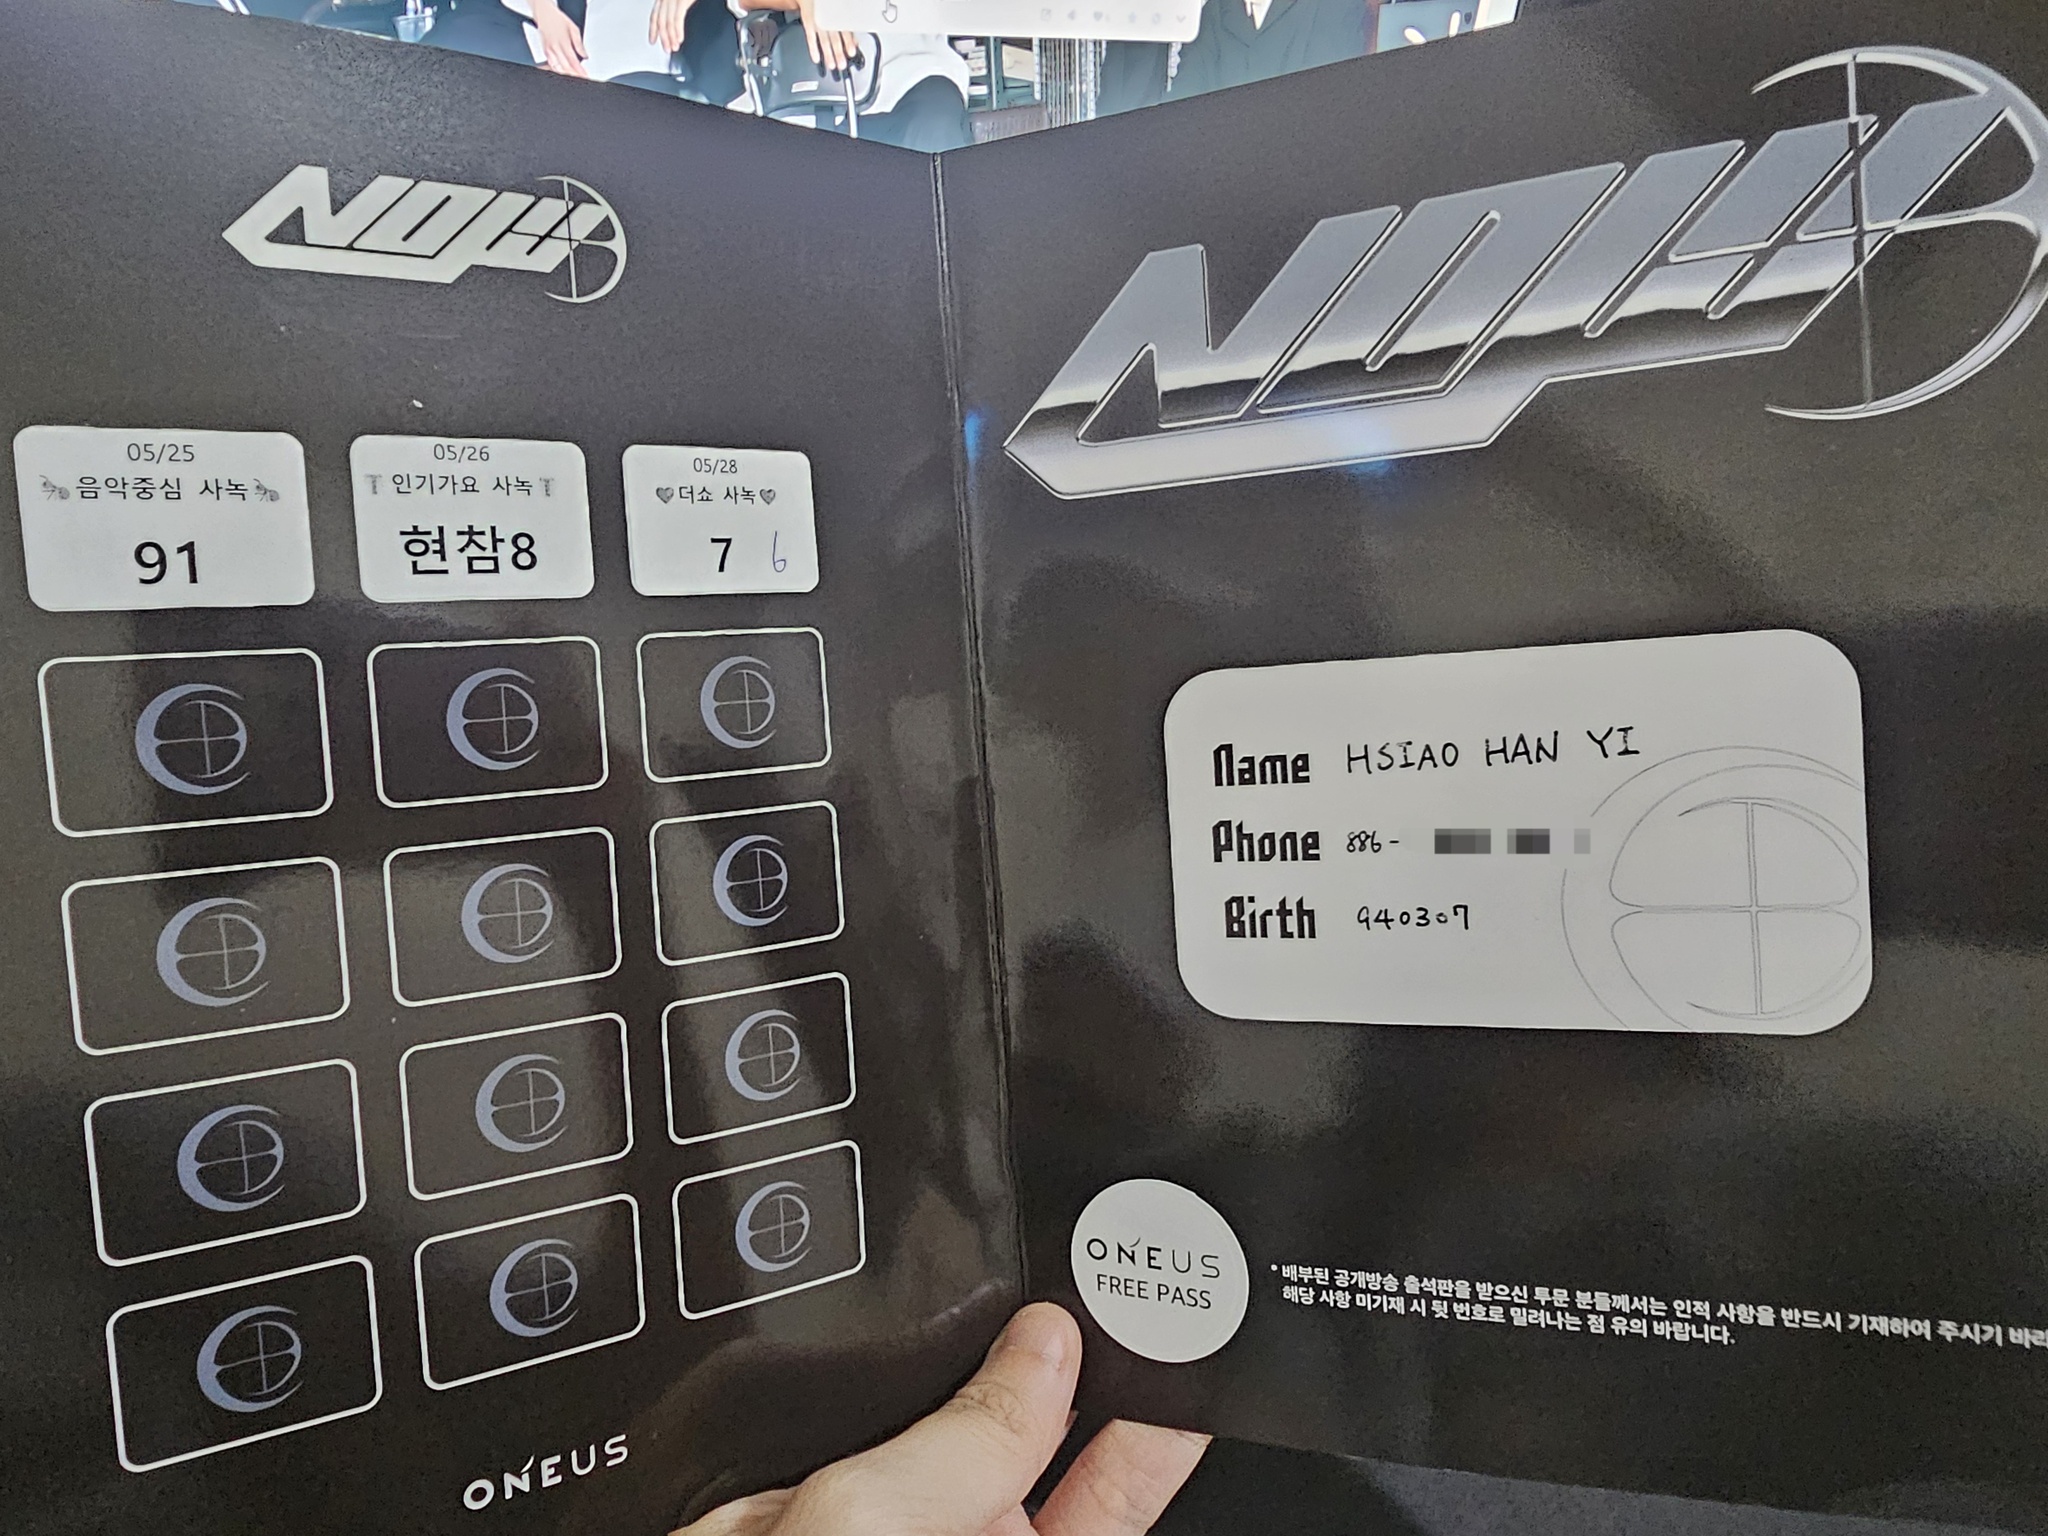 NOW
05/25
음악중심 사녹
91
05/26
인기가요 사녹
현참8
05/28
더쇼 사녹
7 6
ONEUS
NOW
Name HSIAO HAN YI
Phone 886-
Birth 940307
ONEUS
FREE PASS
* 배부된 공개방송 출석판을 받으신 투문 분들께서는 인적 사항을 반드시 기재하여 주시기
해당 사항 미기재 시 뒷 번호로 밀려나는 점 유의 바랍니다.